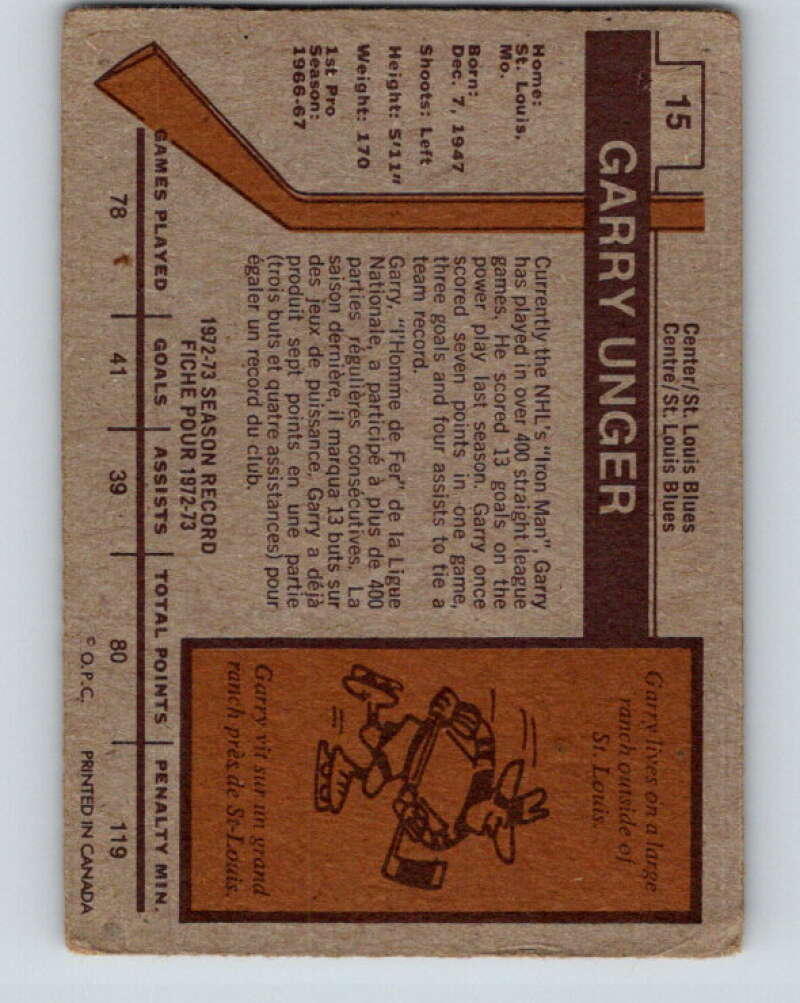 15
GARRY UNGER
Center/St. Louis Blues
Centre/St. Louis Blues
Home:
St. Louis,
Mo.
Born:
Dec. 7, 1947
Shoots: Left
Height: 5'11"
Weight: 170
1st Pro
Season:
1966-67
Currently the NHL's "Iron Man", Garry
has played in over 400 straight league
games. He scored 13 goals on the
power play last season. Garry once
scored seven points in one game,
three goals and four assists to tie a
team record.
Garry, "l'Homme de Fer" de la Ligue
Nationale, a participé à plus de 400
parties régulières consécutives. La
saison dernière, il marqua 13 buts sur
des jeux de puissance. Garry a déjà
produit sept points en une partie
(trois buts et quatre assistances) pour
égaler un record du club.
Garry lives on a large
ranch outside of
St. Louis.
Garry vit sur un grand
ranch près de St-Louis.
1972-73 SEASON RECORD
FICHE POUR 1972-73
GAMES PLAYED GOALS ASSISTS TOTAL POINTS PENALTY MIN.
78 41 39 80 119
© O.P.C. PRINTED IN CANADA